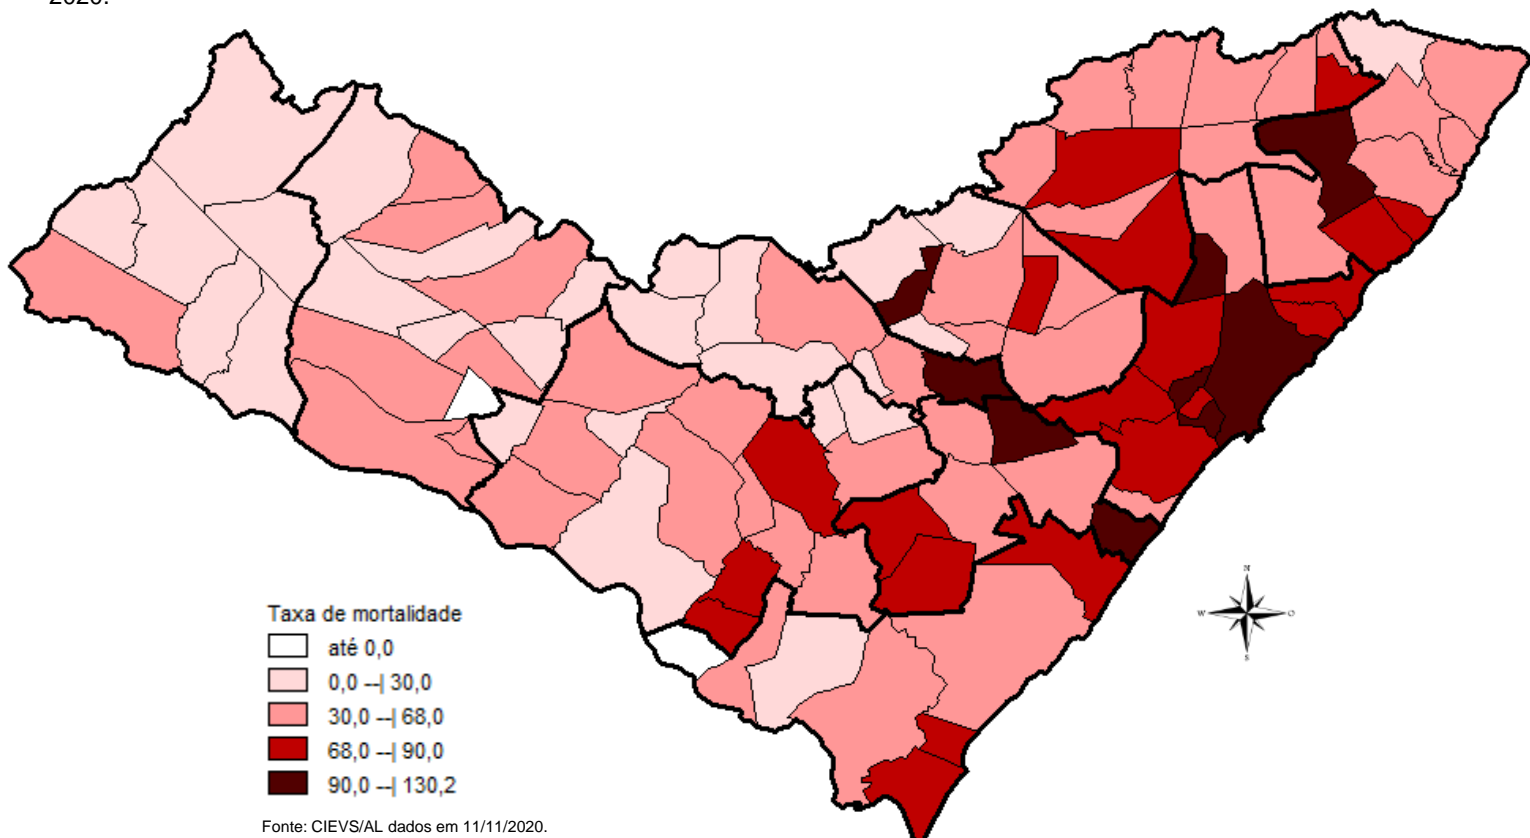 2020.
N
W
O
S
Taxa de mortalidade
até 0,0
0,0 --| 30,0
30,0 --| 68,0
68,0 --| 90,0
90,0 --| 130,2
Fonte: CIEVS/AL dados em 11/11/2020.